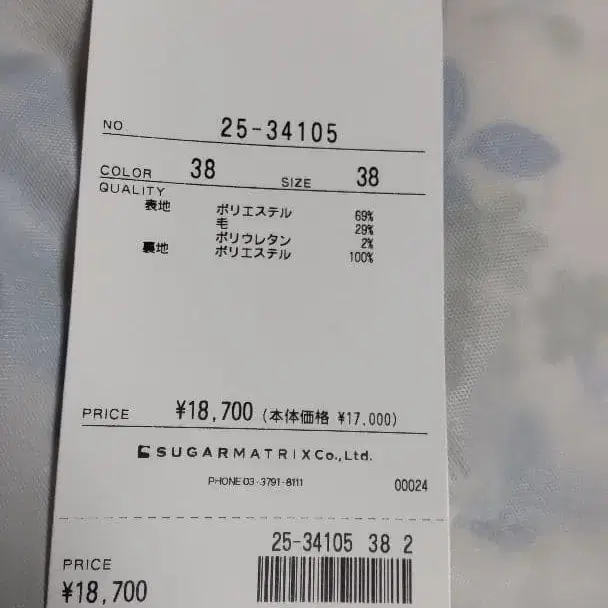 NO 25-34105
COLOR 38 SIZE 38
QUALITY
表地 ポリエステル 69%
毛 29%
ポリウレタン 2%
裏地 ポリエステル 100%
PRICE ¥18,700 (本体価格 ¥17,000)
SUGARMATRIX Co., Ltd.
PHONE 03-3791-8111
00024
25-34105 38 2
PRICE
¥18,700